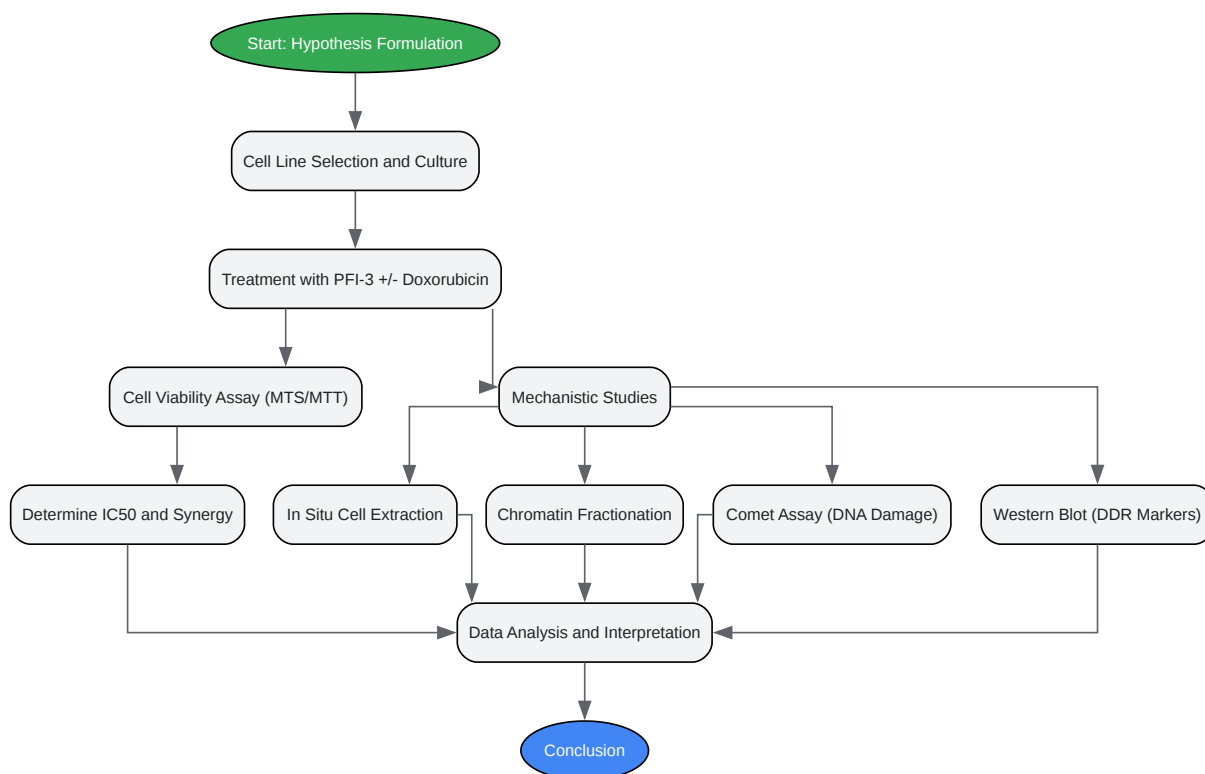 Start: Hypothesis Formulation
Cell Line Selection and Culture
Treatment with PFI-3 +/- Doxorubicin
Cell Viability Assay (MTS/MTT)
Mechanistic Studies
Determine IC50 and Synergy
In Situ Cell Extraction
Chromatin Fractionation
Comet Assay (DNA Damage)
Western Blot (DDR Markers)
Data Analysis and Interpretation
Conclusion